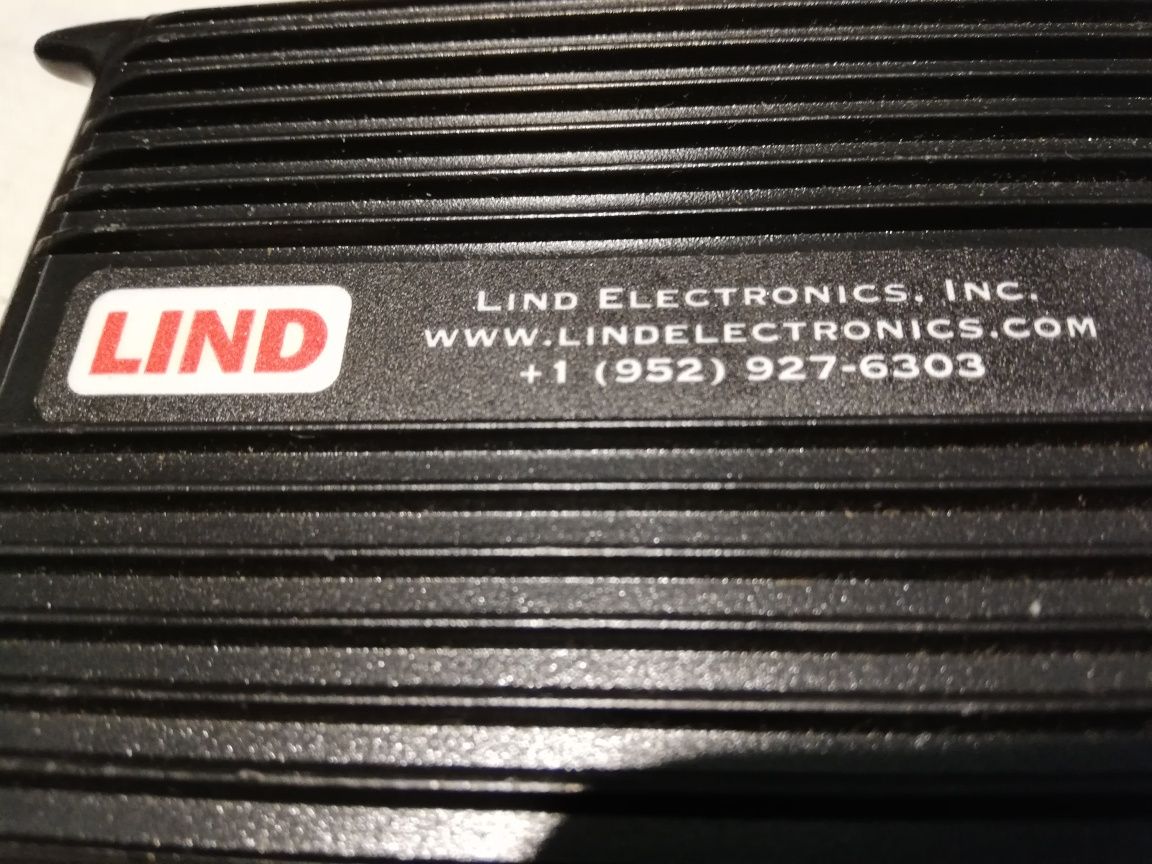 LIND
LIND ELECTRONICS, INC.
WWW.LINDELECTRONICS.COM
+1 (952) 927-6303